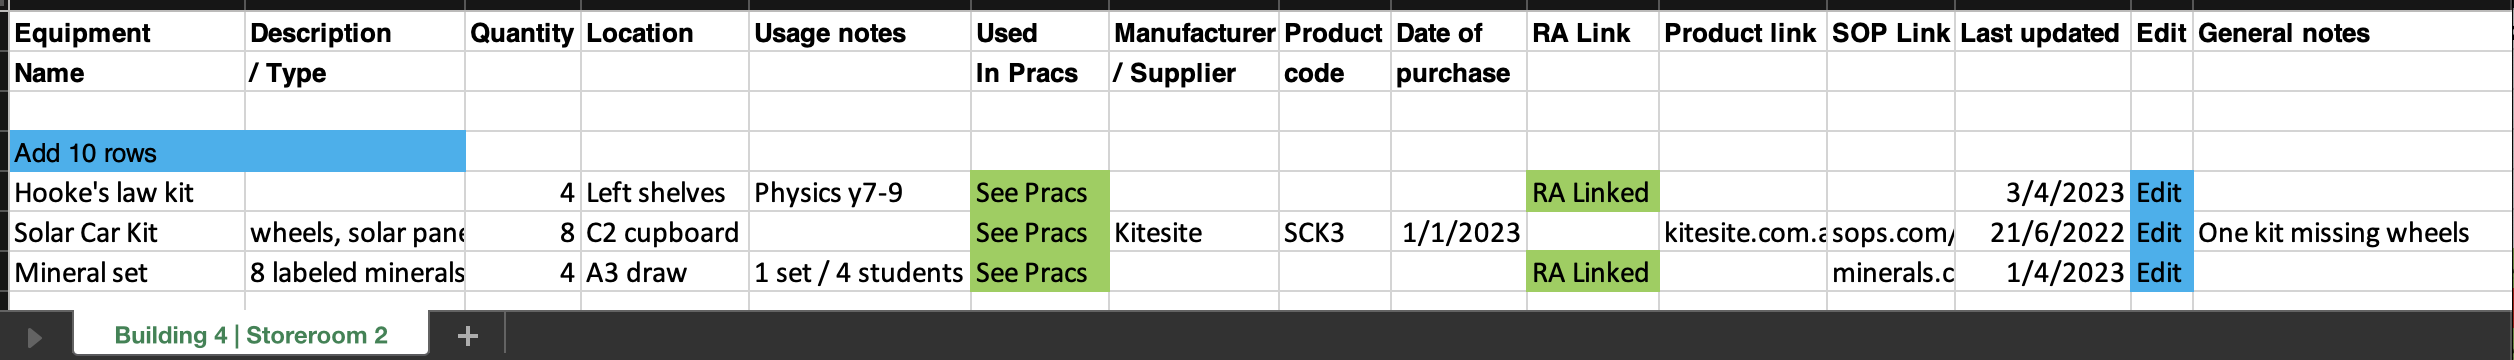 Equipment Description Quantity Location Usage notes Used Manufacturer Product Date of RA Link Product link SOP Link Last updated Edit General notes
Name / Type In Pracs / Supplier code purchase
Add 10 rows
Hooke's law kit 4 Left shelves Physics y7-9 See Pracs RA Linked 3/4/2023 Edit
Solar Car Kit wheels, solar pane 8 C2 cupboard See Pracs Kitesite SCK3 1/1/2023 kitesite.com.a sops.com/ 21/6/2022 Edit One kit missing wheels
Mineral set 8 labeled minerals 4 A3 draw 1 set / 4 students See Pracs RA Linked minerals.c 1/4/2023 Edit
Building 4 | Storeroom 2 +